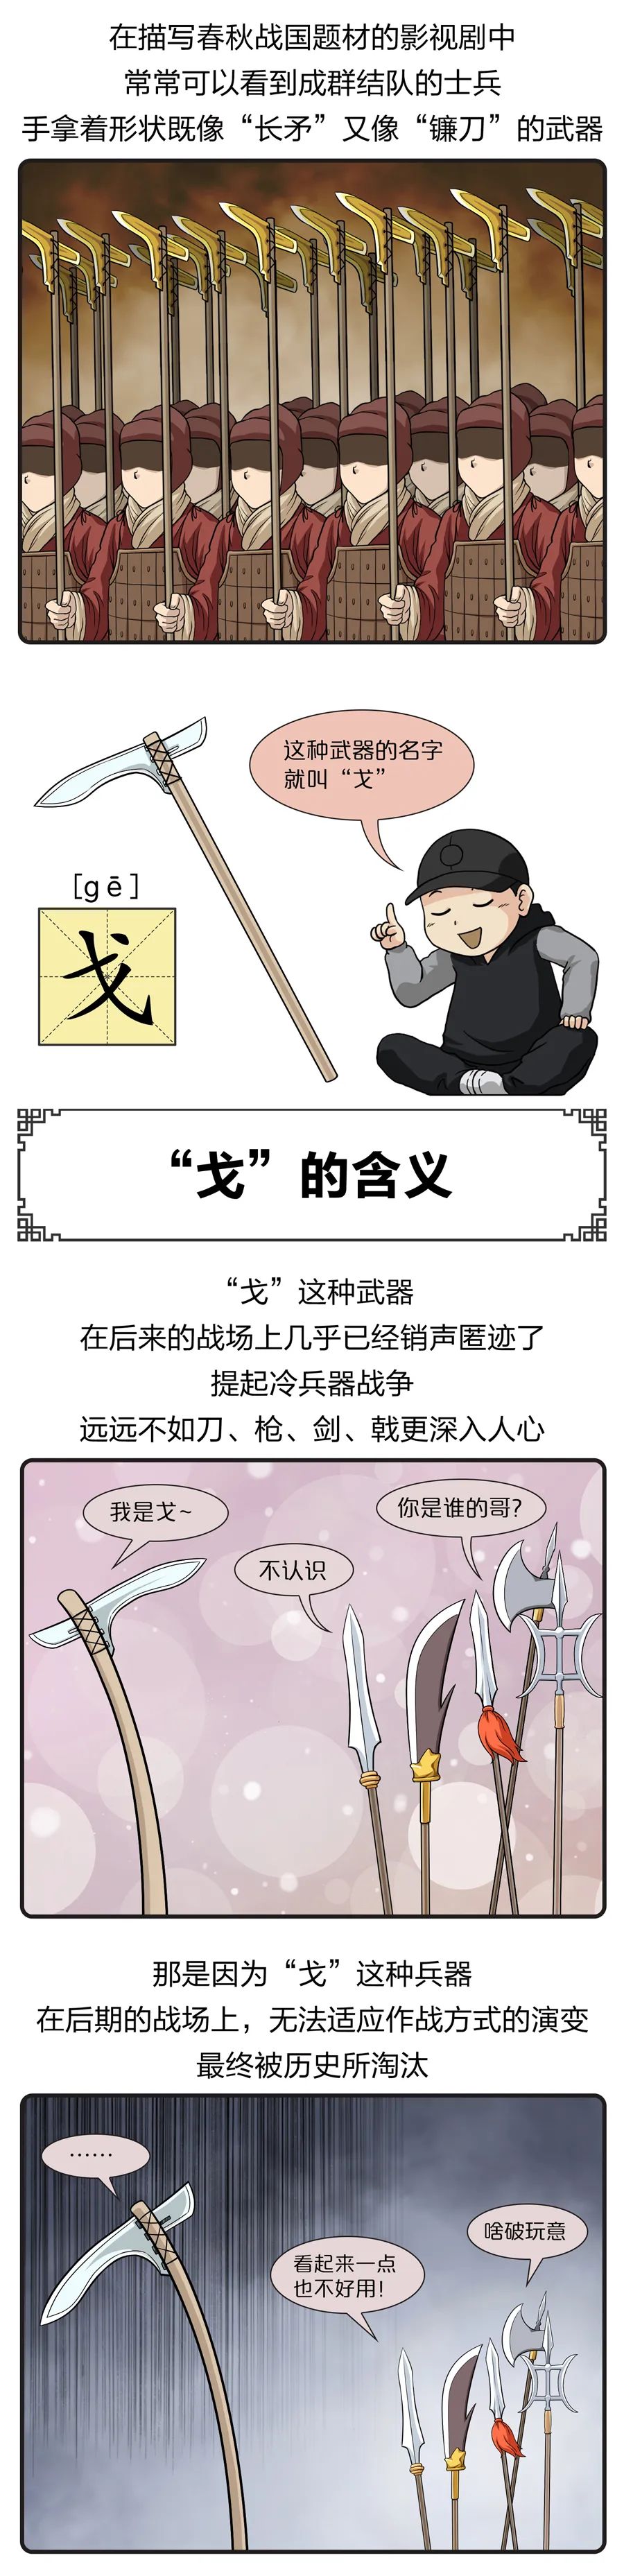 在描写春秋战国题材的影视剧中
常常可以看到成群结队的士兵
手拿着形状既像“长矛”又像“镰刀”的武器
这种武器的名字
就叫“戈”
[gē]
戈
“戈”的含义
“戈”这种武器
在后来的战场上几乎已经销声匿迹了
提起冷兵器战争
远远不如刀、枪、剑、戟更深入人心
我是戈~
你是谁的哥?
不认识
那是因为“戈”这种兵器
在后期的战场上，无法适应作战方式的演变
最终被历史所淘汰
……
啥破玩意
看起来一点
也不好用!